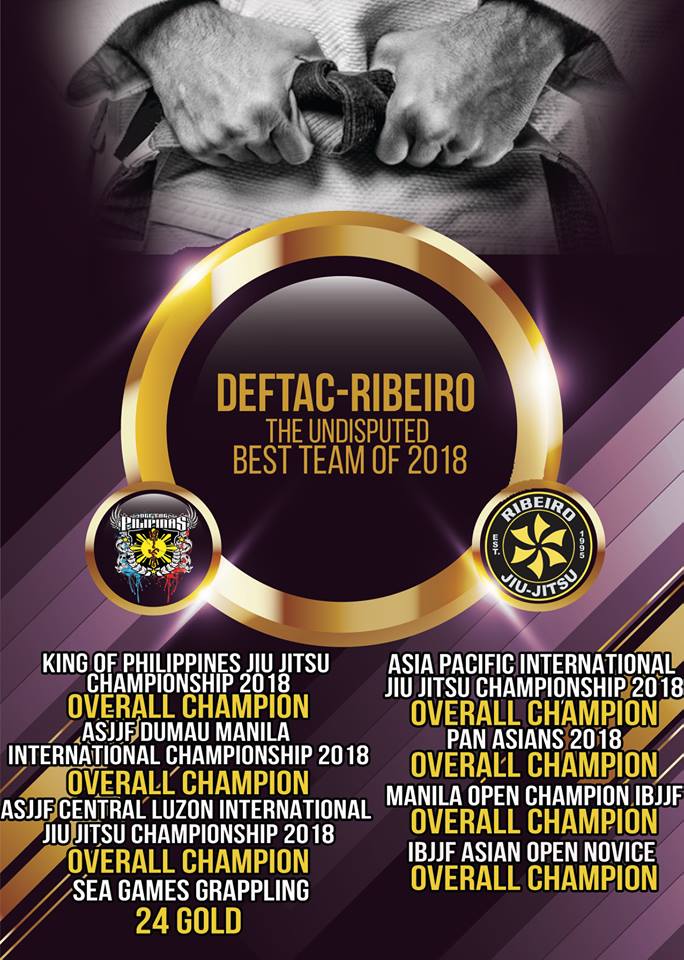 DEFTAC-RIBEIRO
THE UNDISPUTED
BEST TEAM OF 2018
DEFTAC
PILIPINAS
RIBEIRO
EST. 1995
JIU-JITSU
KING OF PHILIPPINES JIU JITSU
CHAMPIONSHIP 2018
OVERALL CHAMPION
ASJJF DUMAU MANILA
INTERNATIONAL CHAMPIONSHIP 2018
OVERALL CHAMPION
ASJJF CENTRAL LUZON INTERNATIONAL
JIU JITSU CHAMPIONSHIP 2018
OVERALL CHAMPION
SEA GAMES GRAPPLING
24 GOLD
ASIA PACIFIC INTERNATIONAL
JIU JITSU CHAMPIONSHIP 2018
OVERALL CHAMPION
PAN ASIANS 2018
OVERALL CHAMPION
MANILA OPEN CHAMPION IBJJF
OVERALL CHAMPION
IBJJF ASIAN OPEN NOVICE
OVERALL CHAMPION